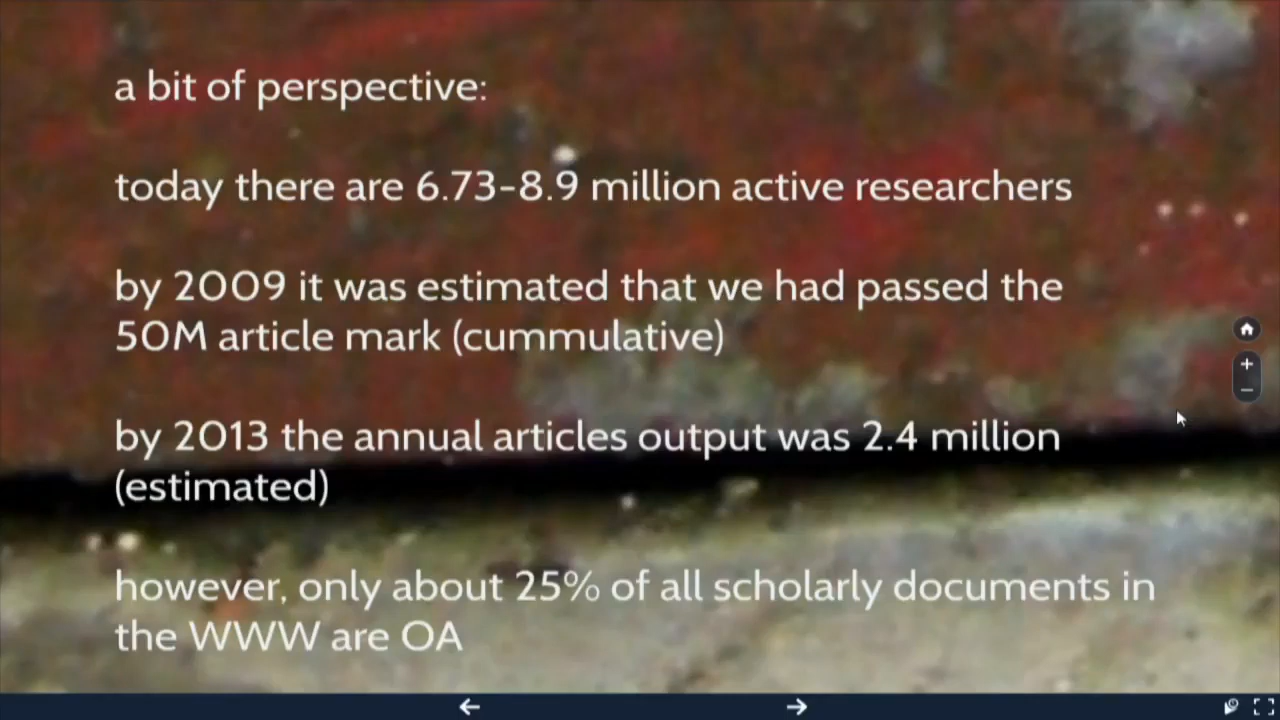 a bit of perspective:
today there are 6.73-8.9 million active researchers
by 2009 it was estimated that we had passed the
50M article mark (cummulative)
by 2013 the annual articles output was 2.4 million
(estimated)
however, only about 25% of all scholarly documents in
the WWW are OA